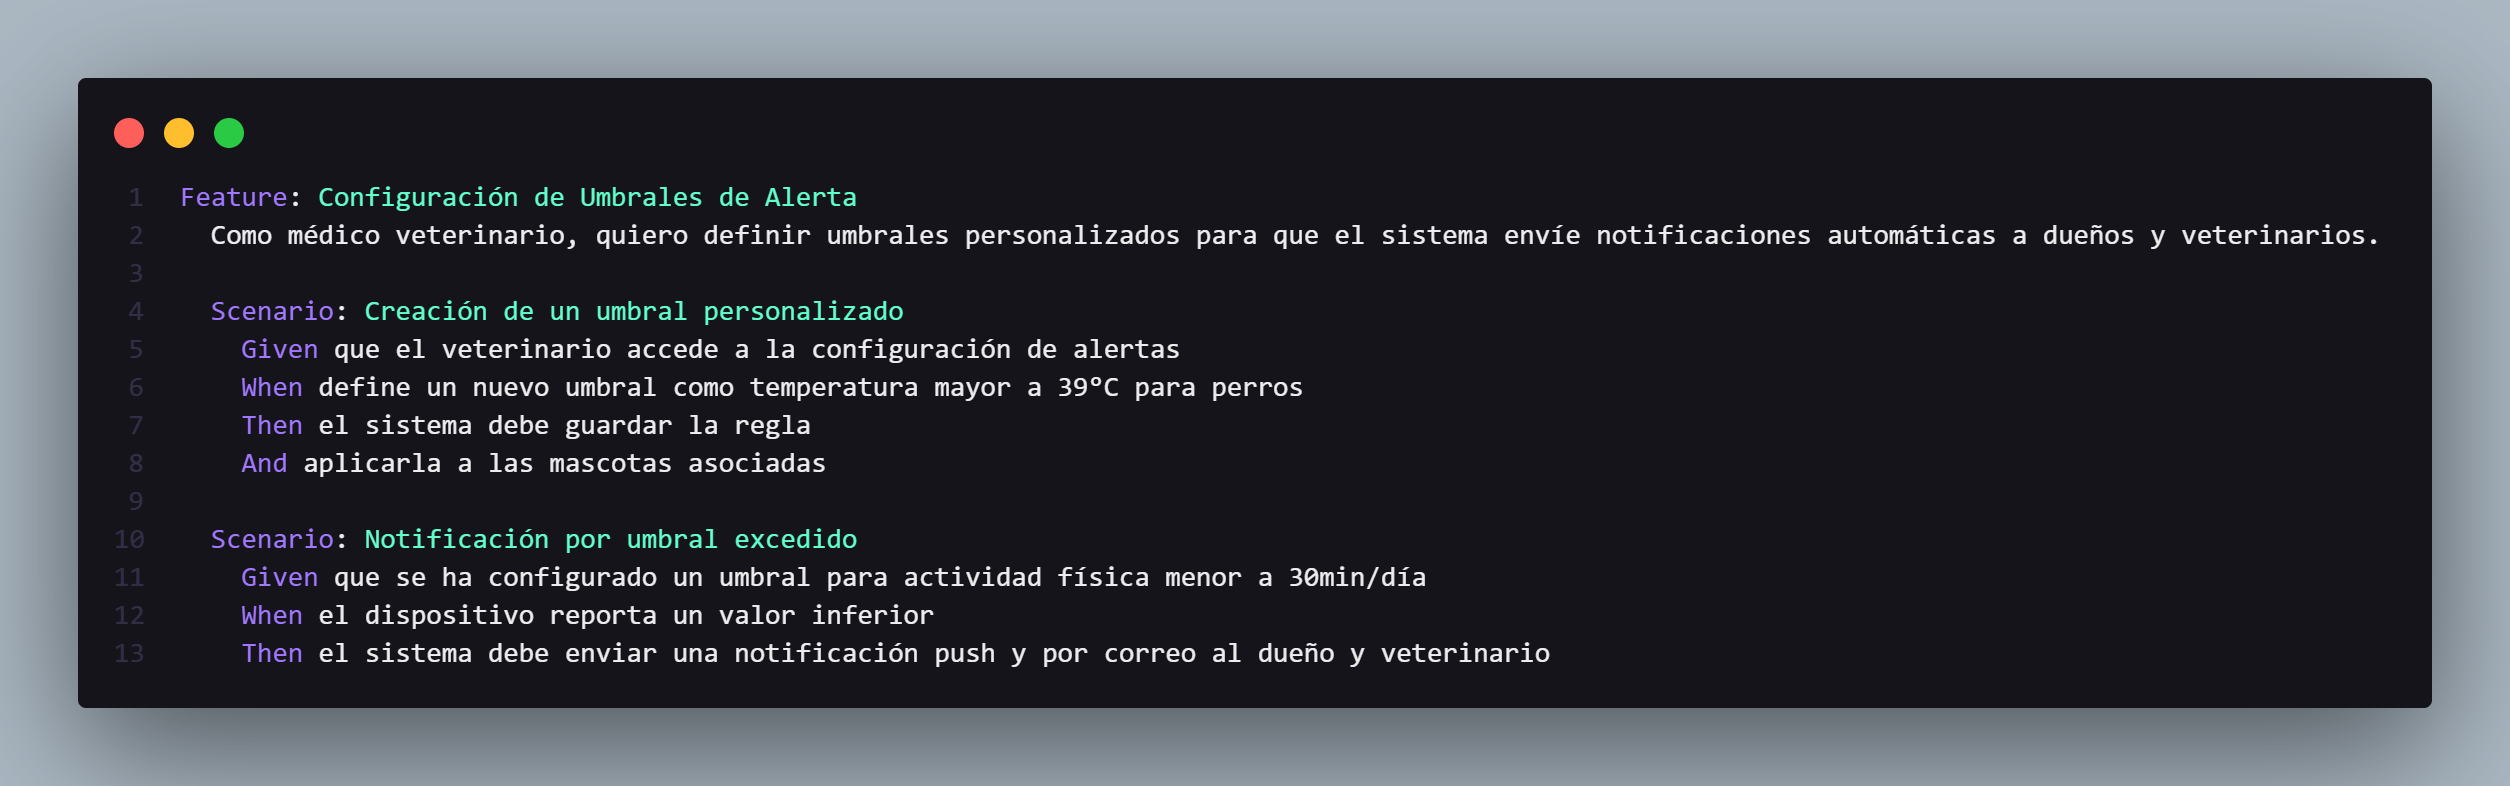 1 Feature: Configuración de Umbrales de Alerta
2 Como médico veterinario, quiero definir umbrales personalizados para que el sistema envíe notificaciones automáticas a dueños y veterinarios.
3
4 Scenario: Creación de un umbral personalizado
5 Given que el veterinario accede a la configuración de alertas
6 When define un nuevo umbral como temperatura mayor a 39°C para perros
7 Then el sistema debe guardar la regla
8 And aplicarla a las mascotas asociadas
9
10 Scenario: Notificación por umbral excedido
11 Given que se ha configurado un umbral para actividad física menor a 30min/día
12 When el dispositivo reporta un valor inferior
13 Then el sistema debe enviar una notificación push y por correo al dueño y veterinario